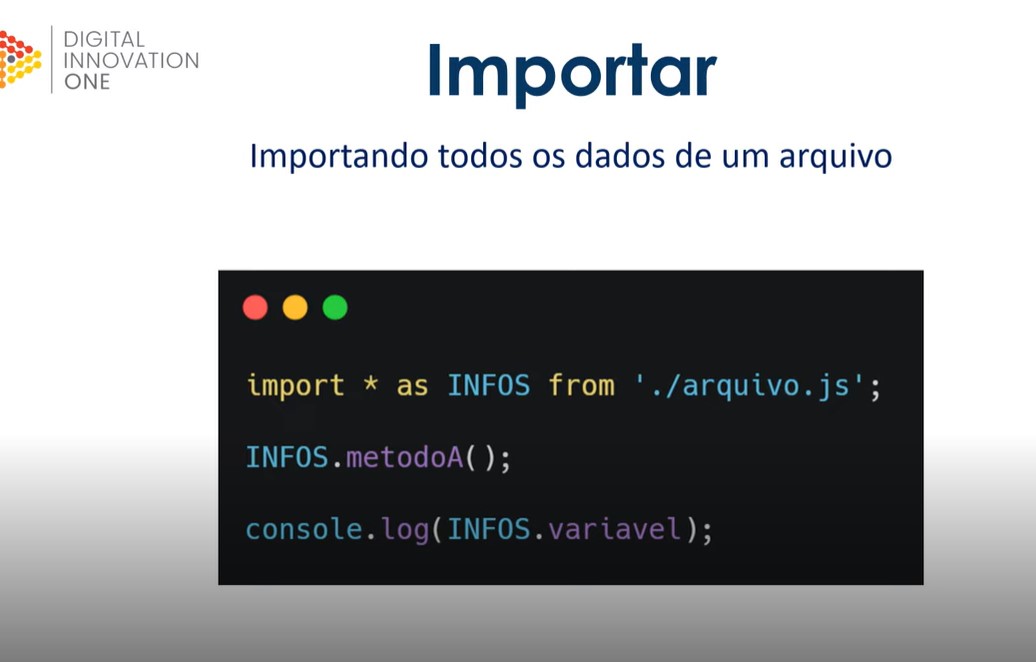 DIGITAL
INNOVATION
ONE
Importar
Importando todos os dados de um arquivo
import * as INFOS from './arquivo.js';
INFOS.metodoA();
console.log(INFOS.variavel);